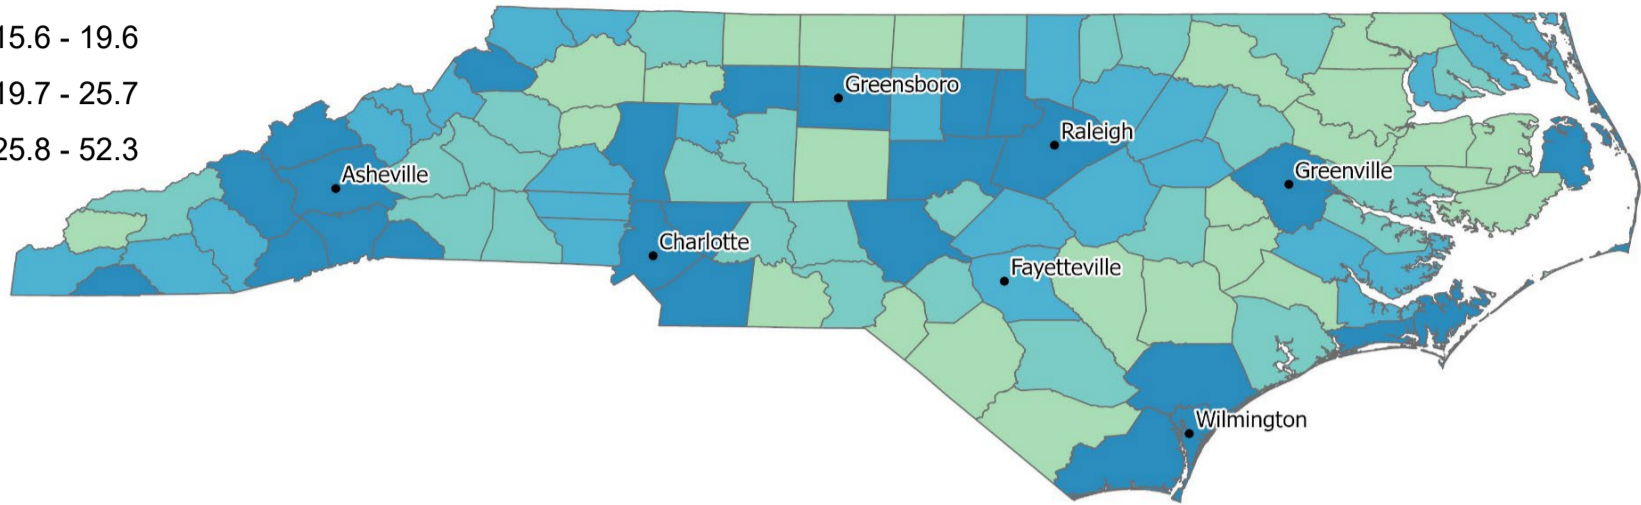 15.6 - 19.6
19.7 - 25.7
25.8 - 52.3
Greensboro
Raleigh
Asheville
Greenville
Charlotte
Fayetteville
Wilmington